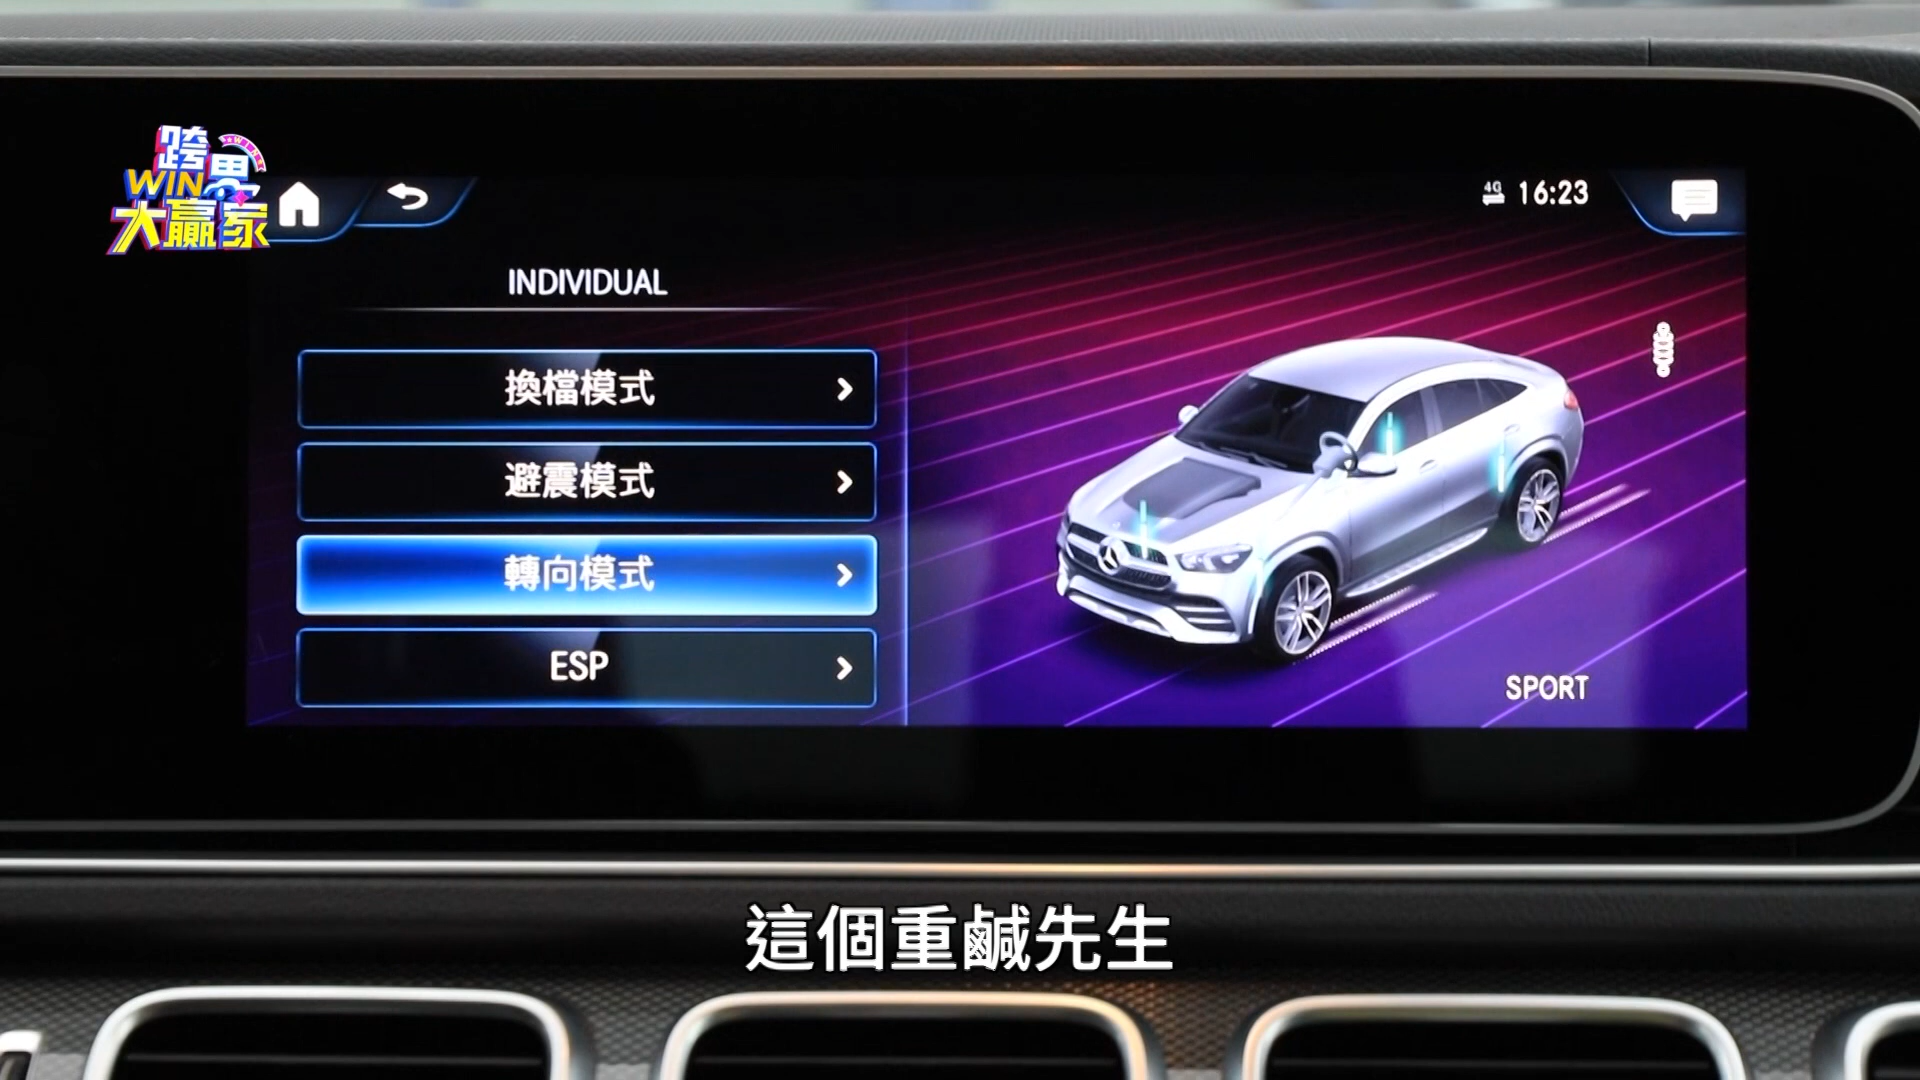 跨界
WIN
大贏家
4G 16:23
INDIVIDUAL
換檔模式
避震模式
轉向模式
ESP
SPORT
這個重鹹先生